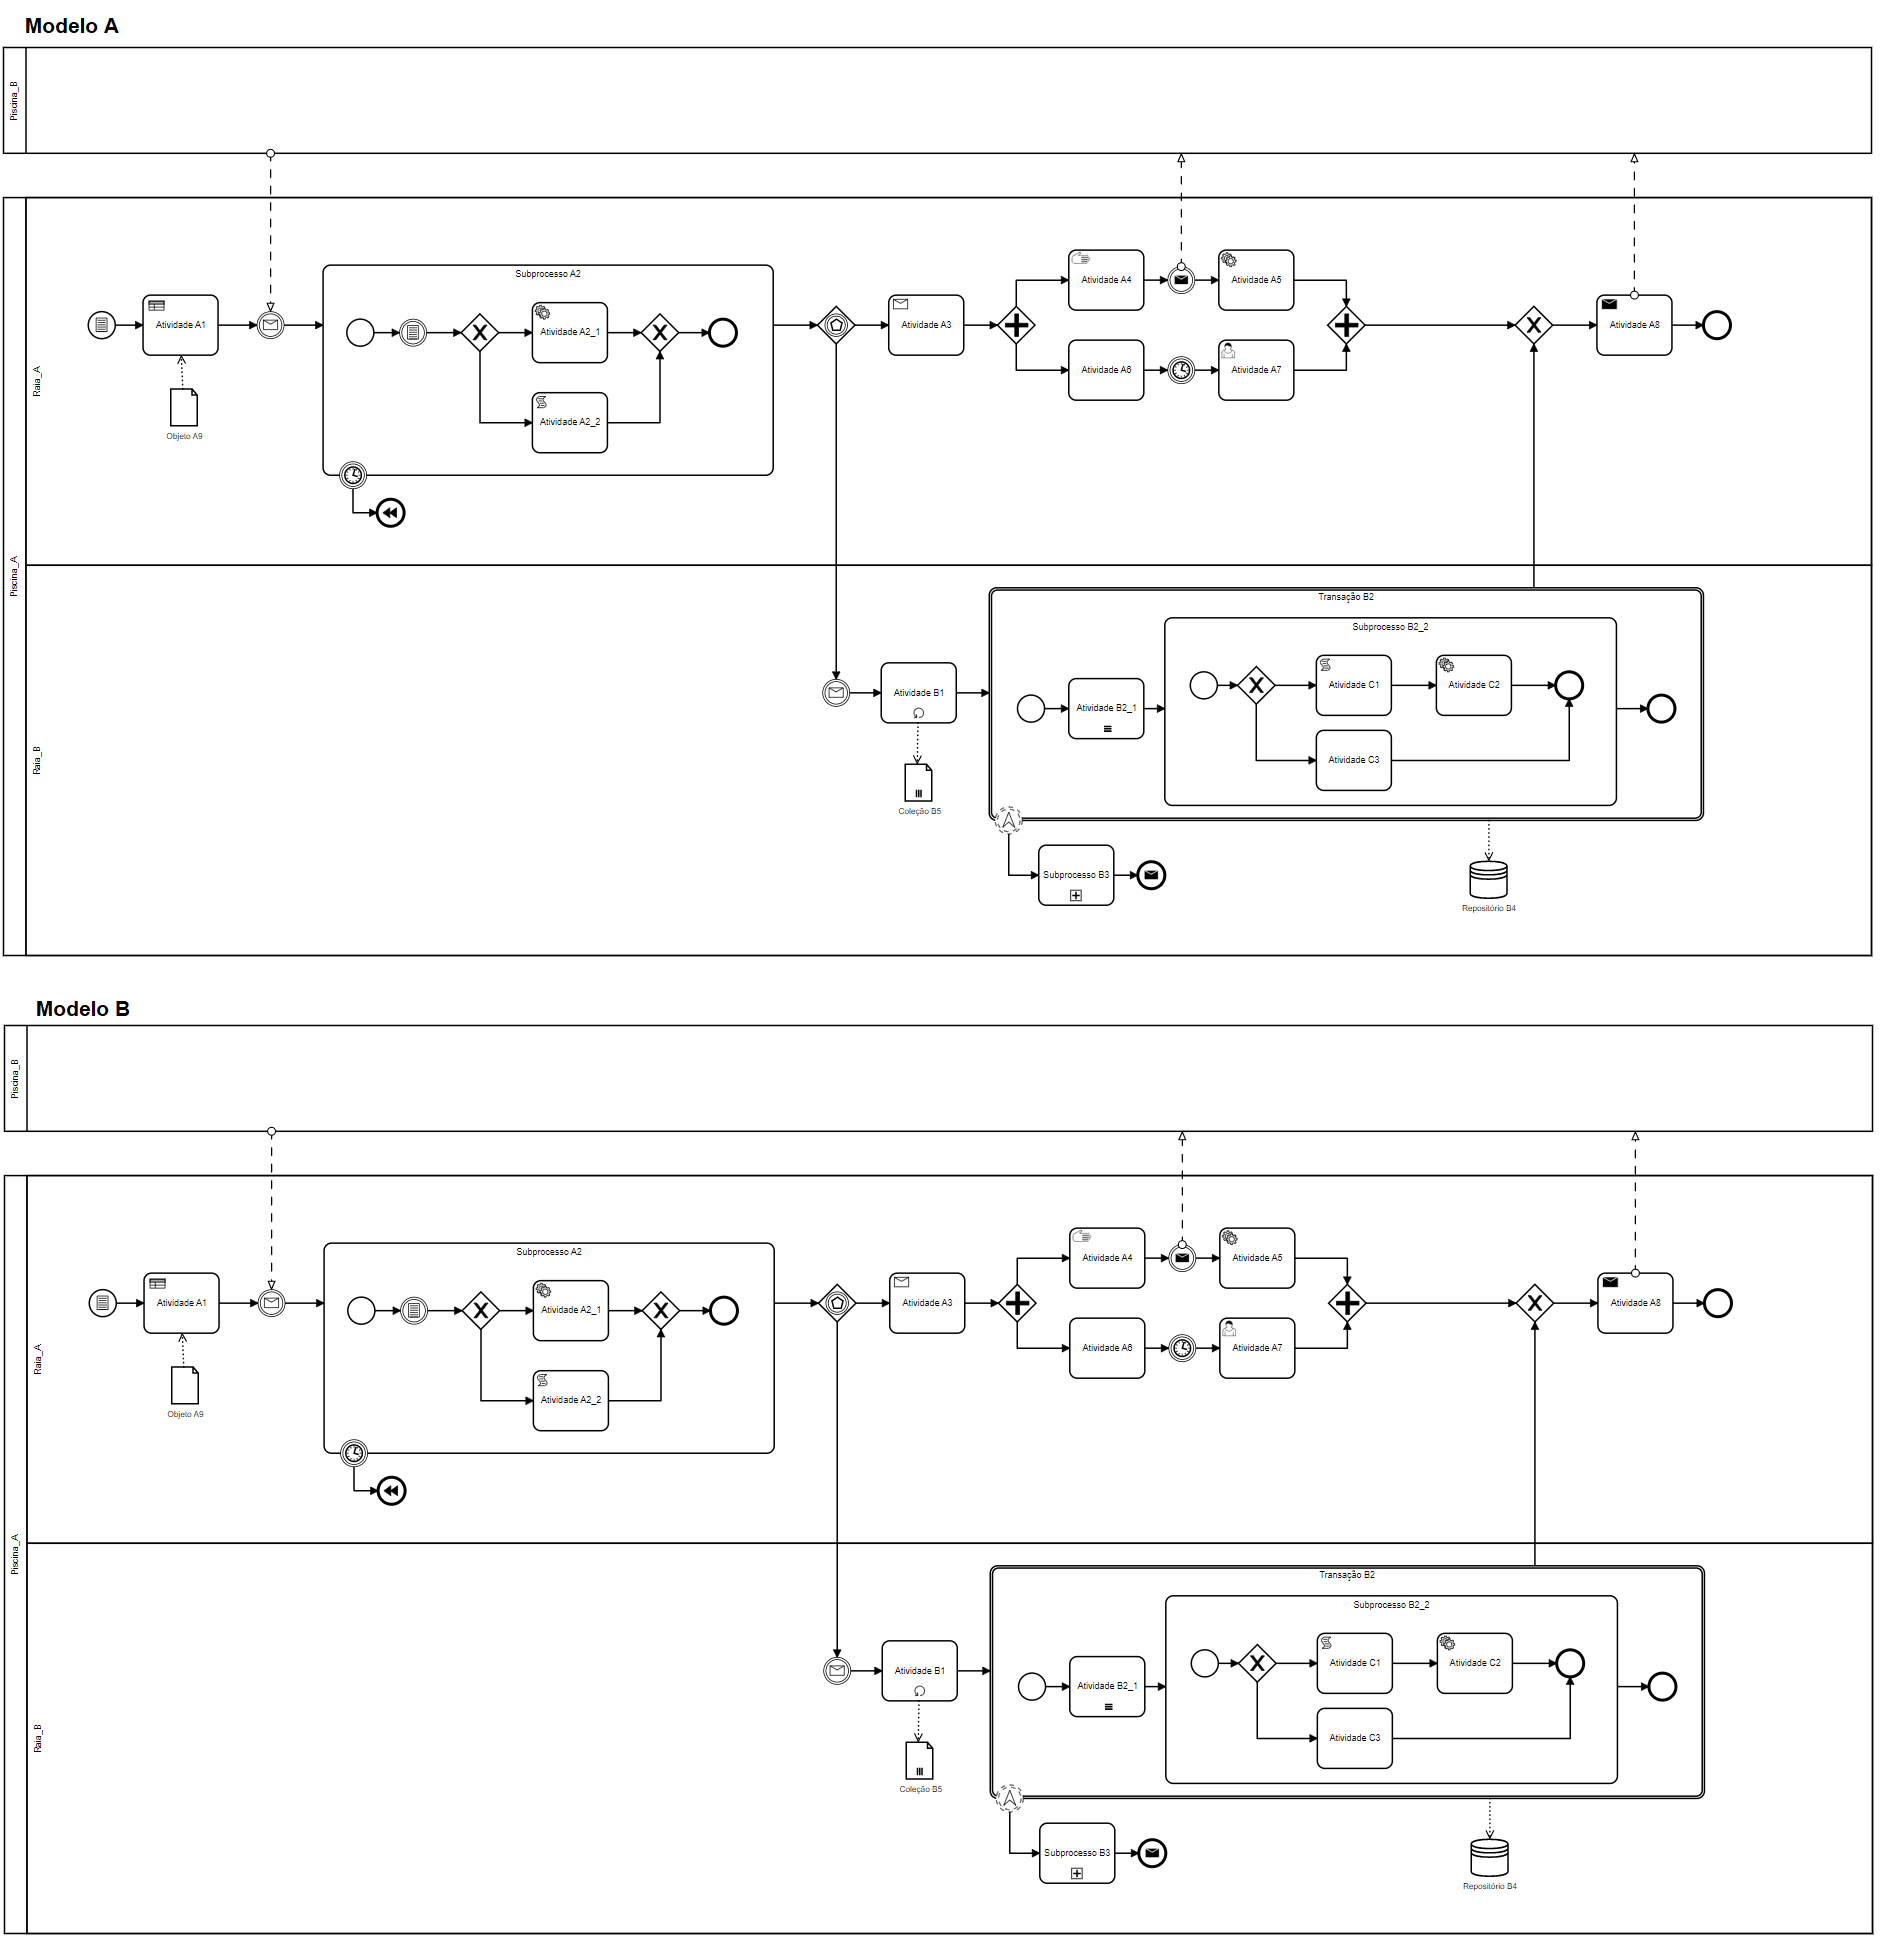 Modelo A
Piscina_B
Piscina_A
Raia_A
Atividade A1
Objeto A9
Subprocesso A2
Atividade A2_1
Atividade A2_2
Atividade A3
Atividade A4
Atividade A5
Atividade A6
Atividade A7
Atividade A8
Raia_B
Atividade B1
Coleção B5
Transação B2
Atividade B2_1
Subprocesso B2_2
Atividade C1
Atividade C2
Atividade C3
Subprocesso B3
Repositório B4
Modelo B
Piscina_B
Piscina_A
Raia_A
Atividade A1
Objeto A9
Subprocesso A2
Atividade A2_1
Atividade A2_2
Atividade A3
Atividade A4
Atividade A5
Atividade A6
Atividade A7
Atividade A8
Raia_B
Atividade B1
Coleção B5
Transação B2
Atividade B2_1
Subprocesso B2_2
Atividade C1
Atividade C2
Atividade C3
Subprocesso B3
Repositório B4